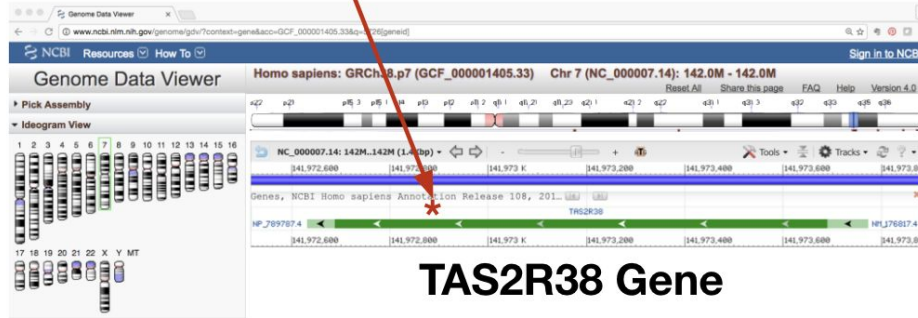 Genome Data Viewer
www.ncbi.nlm.nih.gov/genome/gdv/?context=gene&acc=GCF_000001405.33&q=5726[geneid]
NCBI Resources How To Sign in to NCB
Genome Data Viewer
Homo sapiens: GRCh38.p7 (GCF_000001405.33) Chr 7 (NC_000007.14): 142.0M - 142.0M
Reset All Share this page FAQ Help Version 4.0
Pick Assembly
Ideogram View
1 2 3 4 5 6 7 8 9 10 11 12 13 14 15 16
17 18 19 20 21 22 X Y MT
NC_000007.14: 142M..142M
- + Tools Tracks ?
141,972,600 141,973 K 141,973,200 141,973,400 141,973,600
Genes, NCBI Homo sapiens Annotation Release 108, 201…
TAS2R38
NP_789787.4 NM_176817.4
141,972,600 141,972,800 141,973 K 141,973,200 141,973,400 141,973,600
TAS2R38 Gene